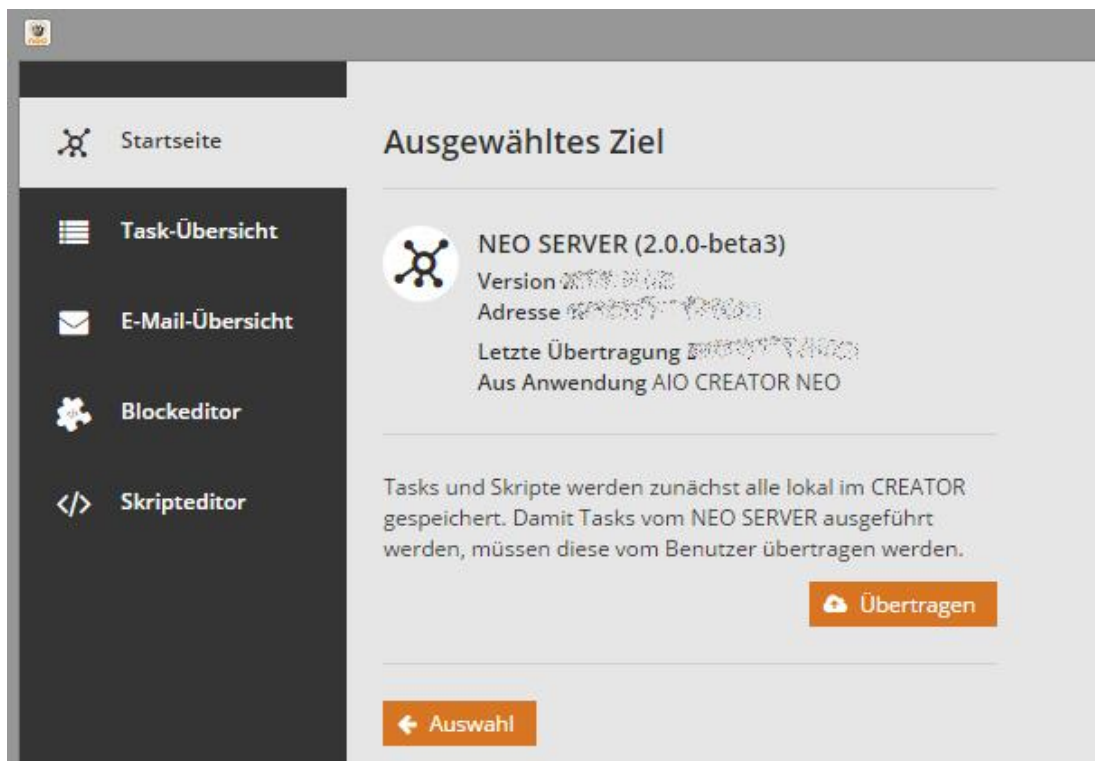 neo
Startseite
Task-Übersicht
E-Mail-Übersicht
Blockeditor
Skripteditor
Ausgewähltes Ziel
NEO SERVER (2.0.0-beta3)
Version
Adresse
Letzte Übertragung
Aus Anwendung AIO CREATOR NEO
Tasks und Skripte werden zunächst alle lokal im CREATOR
gespeichert. Damit Tasks vom NEO SERVER ausgeführt
werden, müssen diese vom Benutzer übertragen werden.
Übertragen
Auswahl